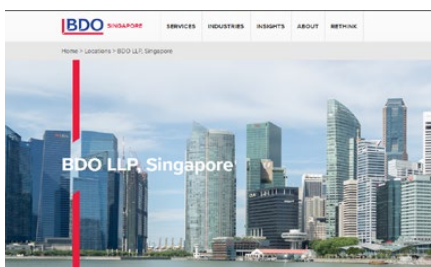 BDO SINGAPORE SERVICES INDUSTRIES INSIGHTS ABOUT RETHINK
Home > Locations > BDO LLP, Singapore
BDO LLP, Singapore